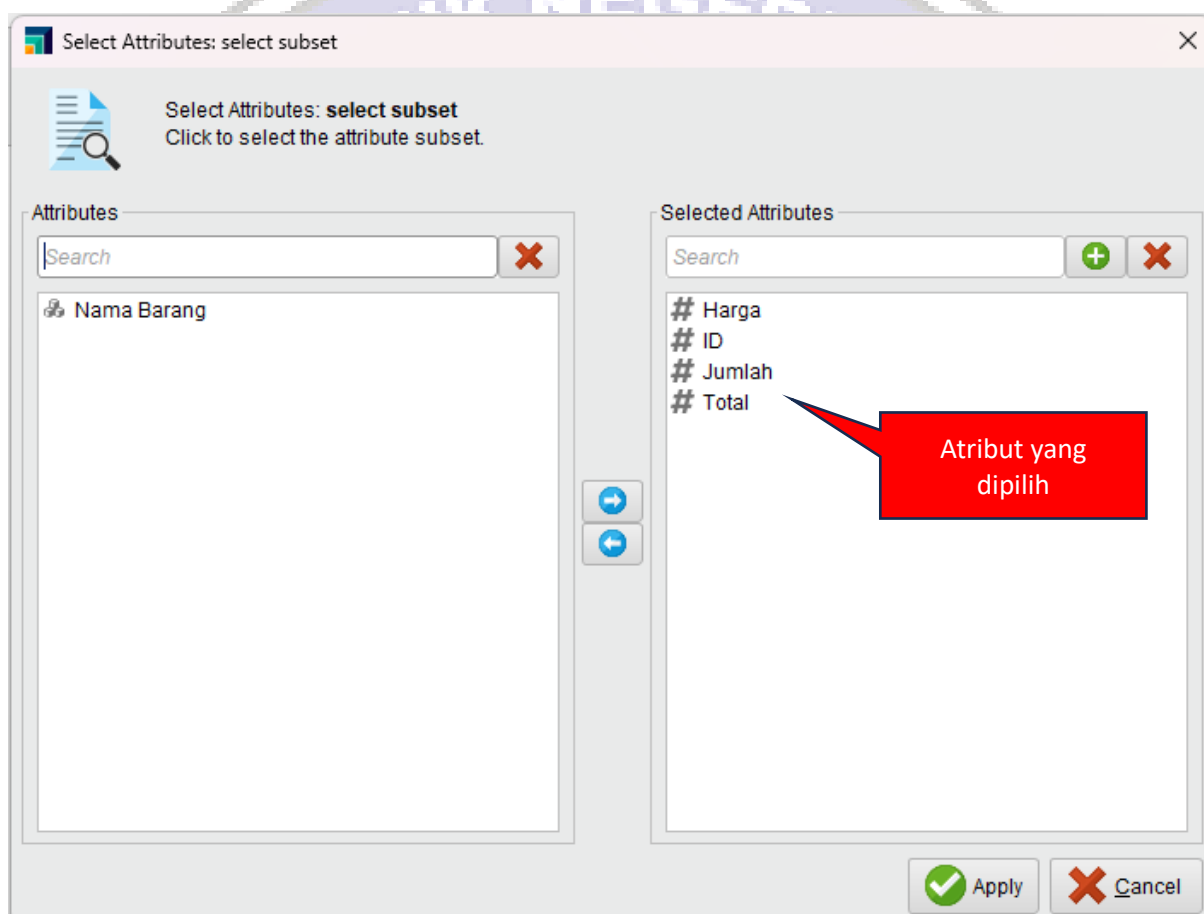 Select Attributes: select subset
Select Attributes: select subset
Click to select the attribute subset.
Attributes
Selected Attributes
Search
Search
Nama Barang
# Harga
# ID
# Jumlah
# Total
Atribut yang
dipilih
Apply
Cancel